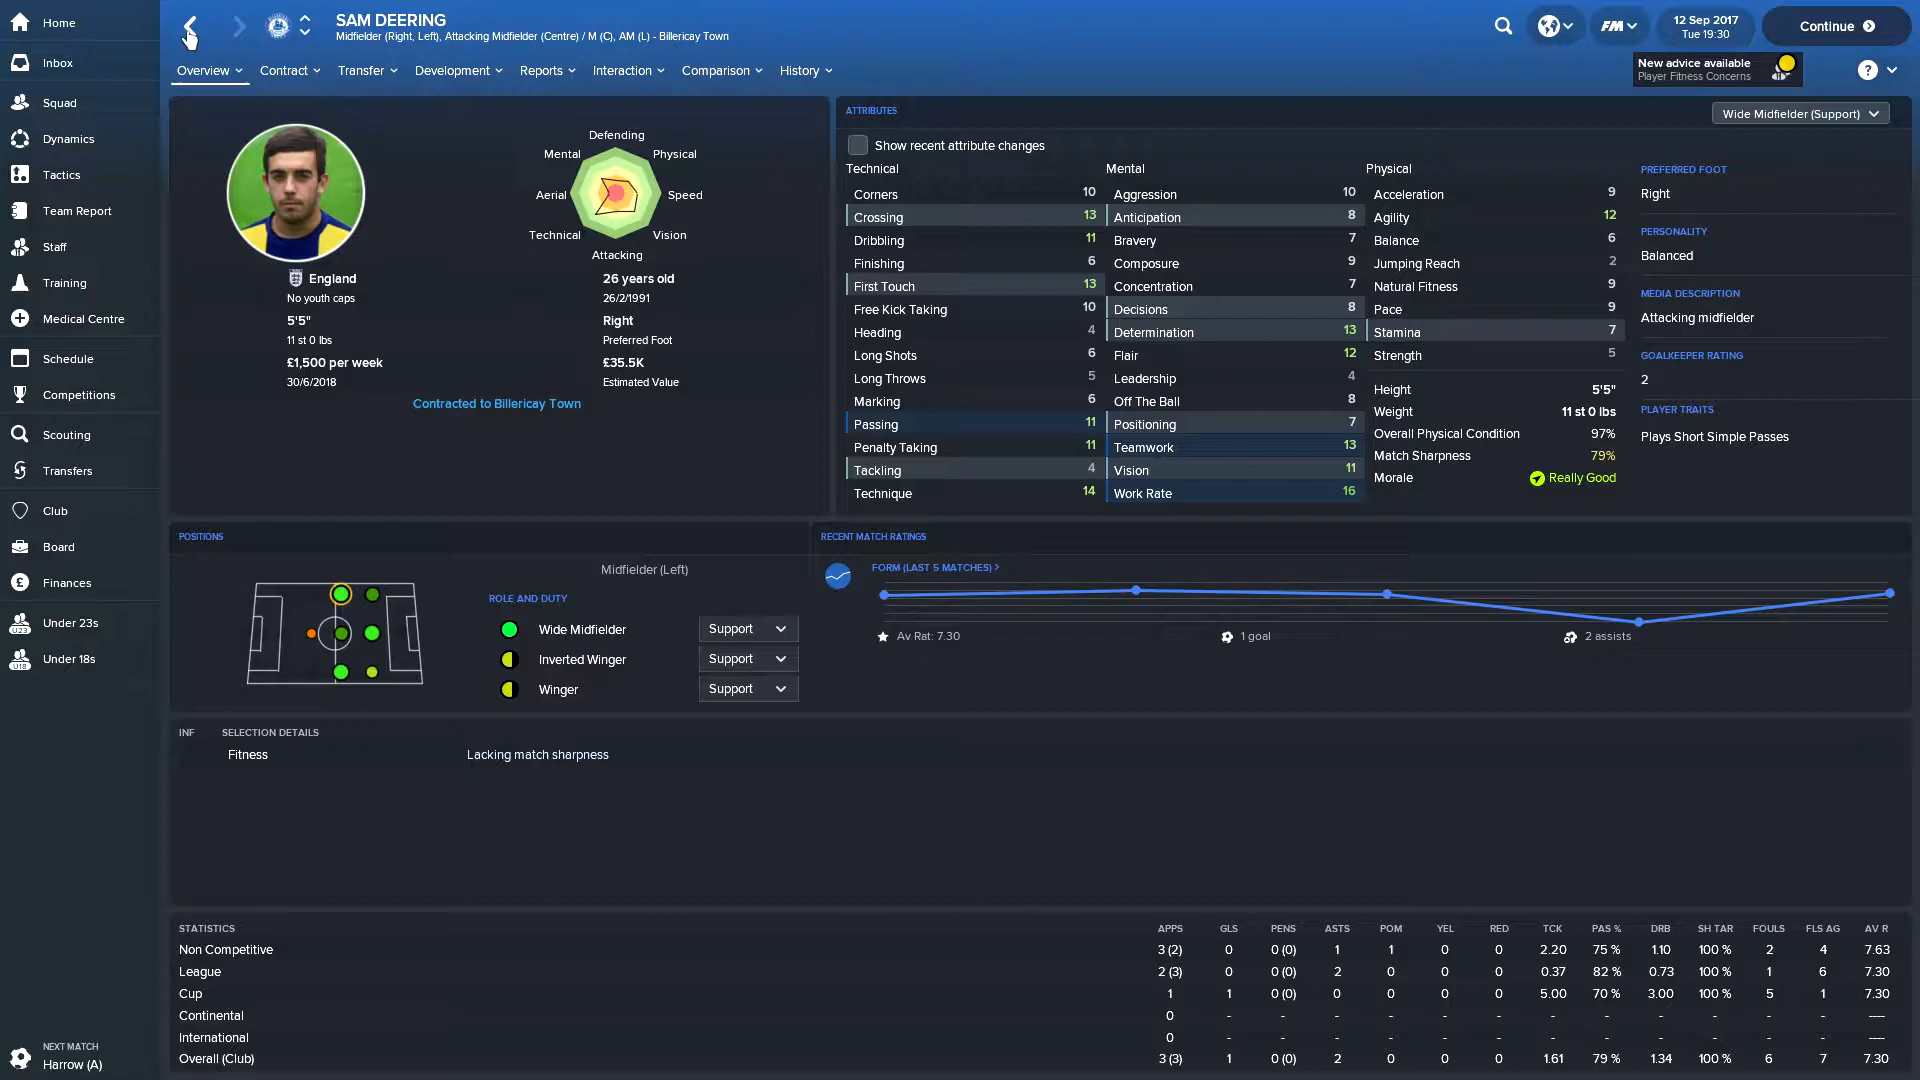 Home
Inbox
Squad
Dynamics
Tactics
Team Report
Staff
Training
Medical Centre
Schedule
Competitions
Scouting
Transfers
Club
Board
Finances
U23
Under 23s
U18
Under 18s
NEXT MATCH
Harrow (A)
SAM DEERING
Midfielder (Right, Left), Attacking Midfielder (Centre) / M (C), AM (L) - Billericay Town
FM
12 Sep 2017
Tue 19:30
Continue
Overview Contract Transfer Development Reports Interaction Comparison History
New advice available
Player Fitness Concerns
?
England
No youth caps
5'5"
11 st 0 lbs
£1,500 per week
30/6/2018
Defending
Mental Physical
Aerial Speed
Technical Vision
Attacking
26 years old
26/2/1991
Right
Preferred Foot
£35.5K
Estimated Value
Contracted to Billericay Town
ATTRIBUTES
Wide Midfielder (Support)
Show recent attribute changes
Technical
Corners 10
Crossing 13
Dribbling 11
Finishing 6
First Touch 13
Free Kick Taking 10
Heading 4
Long Shots 6
Long Throws 5
Marking 6
Passing 11
Penalty Taking 11
Tackling 4
Technique 14
Mental
Aggression 10
Anticipation 8
Bravery 7
Composure 9
Concentration 7
Decisions 8
Determination 13
Flair 12
Leadership 4
Off The Ball 8
Positioning 7
Teamwork 13
Vision 11
Work Rate 16
Physical
Acceleration 9
Agility 12
Balance 6
Jumping Reach 2
Natural Fitness 9
Pace 9
Stamina 7
Strength 5
Height 5'5"
Weight 11 st 0 lbs
Overall Physical Condition 97%
Match Sharpness 79%
Morale Really Good
PREFERRED FOOT
Right
PERSONALITY
Balanced
MEDIA DESCRIPTION
Attacking midfielder
GOALKEEPER RATING
2
PLAYER TRAITS
Plays Short Simple Passes
POSITIONS
Midfielder (Left)
ROLE AND DUTY
Wide Midfielder Support
Inverted Winger Support
Winger Support
RECENT MATCH RATINGS
FORM (LAST 5 MATCHES) >
Av Rat: 7.30 1 goal 2 assists
INF SELECTION DETAILS
Fitness Lacking match sharpness
STATISTICS APPS GLS PENS ASTS POM YEL RED TCK PAS % DRB SH TAR FOULS FLS AG AV R
Non Competitive 3 (2) 0 0 (0) 1 1 0 0 2.20 75 % 1.10 100 % 2 4 7.63
League 2 (3) 0 0 (0) 2 0 0 0 0.37 82 % 0.73 100 % 1 6 7.30
Cup 1 1 0 (0) 0 0 0 0 5.00 70 % 3.00 100 % 5 1 7.30
Continental 0 - - - - - - - - - - - - ----
International 0 - - - - - - - - - - - - ----
Overall (Club) 3 (3) 1 0 (0) 2 0 0 0 1.61 79 % 1.34 100 % 6 7 7.30